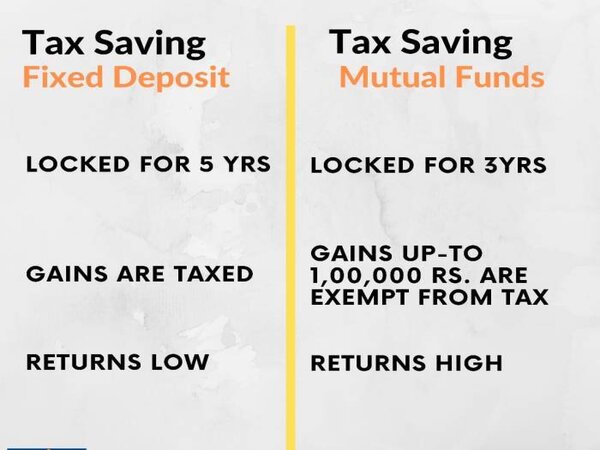 Tax Saving
Fixed Deposit
LOCKED FOR 5 YRS
GAINS ARE TAXED
RETURNS LOW
Tax Saving
Mutual Funds
LOCKED FOR 3YRS
GAINS UP-TO
1,00,000 RS. ARE
EXEMPT FROM TAX
RETURNS HIGH